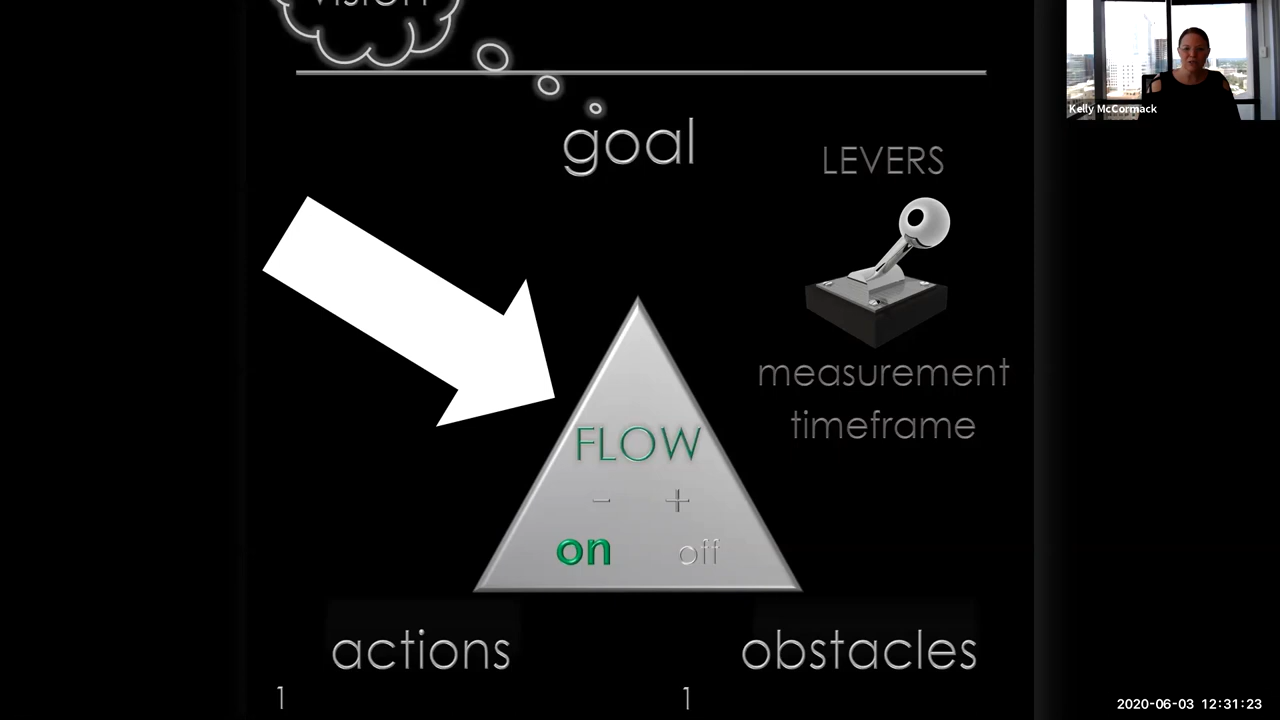 VISION
goal
Kelly McCormack
LEVERS
measurement
timeframe
FLOW
- +
on off
actions obstacles
1 1
2020-06-03 12:31:23